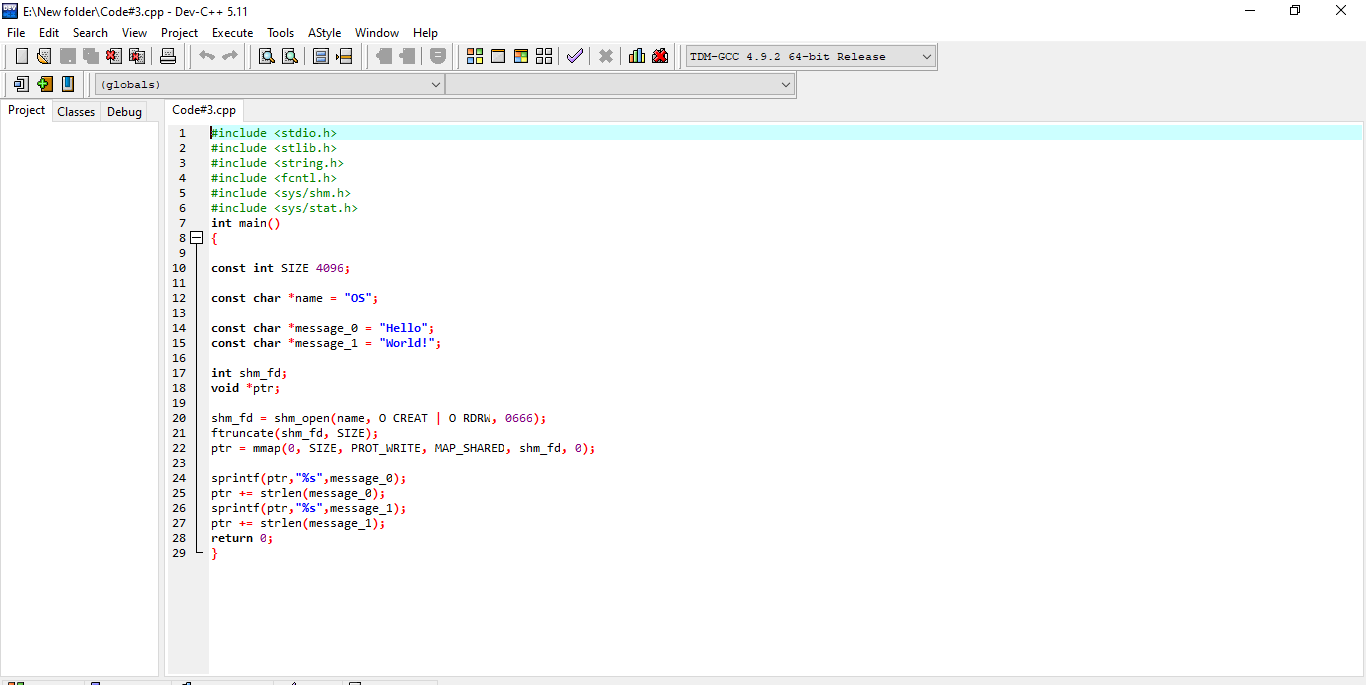 E:\New folder\Code#3.cpp - Dev-C++ 5.11
File Edit Search View Project Execute Tools AStyle Window Help
TDM-GCC 4.9.2 64-bit Release
(globals)
Project Classes Debug Code#3.cpp
1 #include <stdio.h>
2 #include <stlib.h>
3 #include <string.h>
4 #include <fcntl.h>
5 #include <sys/shm.h>
6 #include <sys/stat.h>
7 int main()
8 {
9
10 const int SIZE 4096;
11
12 const char *name = "OS";
13
14 const char *message_0 = "Hello";
15 const char *message_1 = "World!";
16
17 int shm_fd;
18 void *ptr;
19
20 shm_fd = shm_open(name, O CREAT | O RDRW, 0666);
21 ftruncate(shm_fd, SIZE);
22 ptr = mmap(0, SIZE, PROT_WRITE, MAP_SHARED, shm_fd, 0);
23
24 sprintf(ptr,"%s",message_0);
25 ptr += strlen(message_0);
26 sprintf(ptr,"%s",message_1);
27 ptr += strlen(message_1);
28 return 0;
29 }